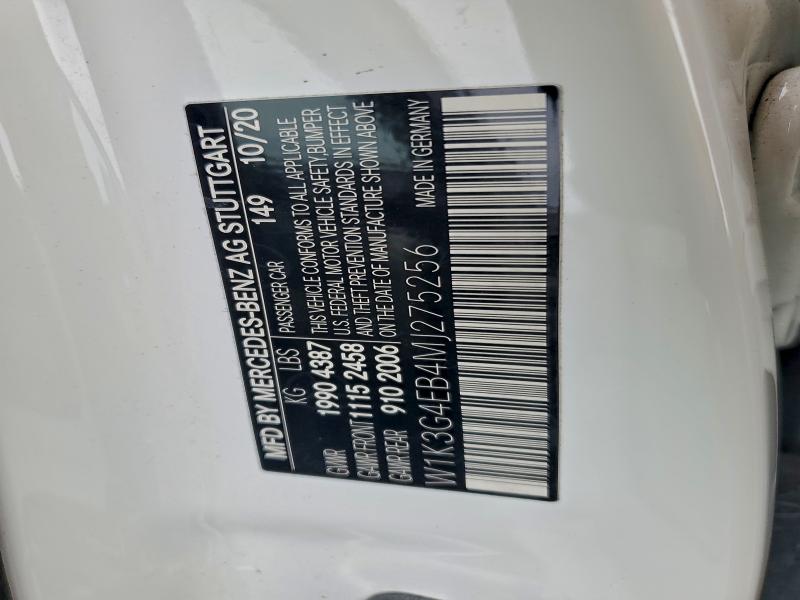 MFD BY MERCEDES-BENZ AG STUTTGART
149 10/20
KG LBS PASSENGER CAR
GVWR 1990 4387 THIS VEHICLE CONFORMS TO ALL APPLICABLE
U.S. FEDERAL MOTOR VEHICLE SAFETY,BUMPER
GAWR-FRONT 1115 2458 AND THEFT PREVENTION STANDARDS IN EFFECT
GAWR-REAR 910 2006 ON THE DATE OF MANUFACTURE SHOWN ABOVE
W1K3G4EB4MJ275256 MADE IN GERMANY